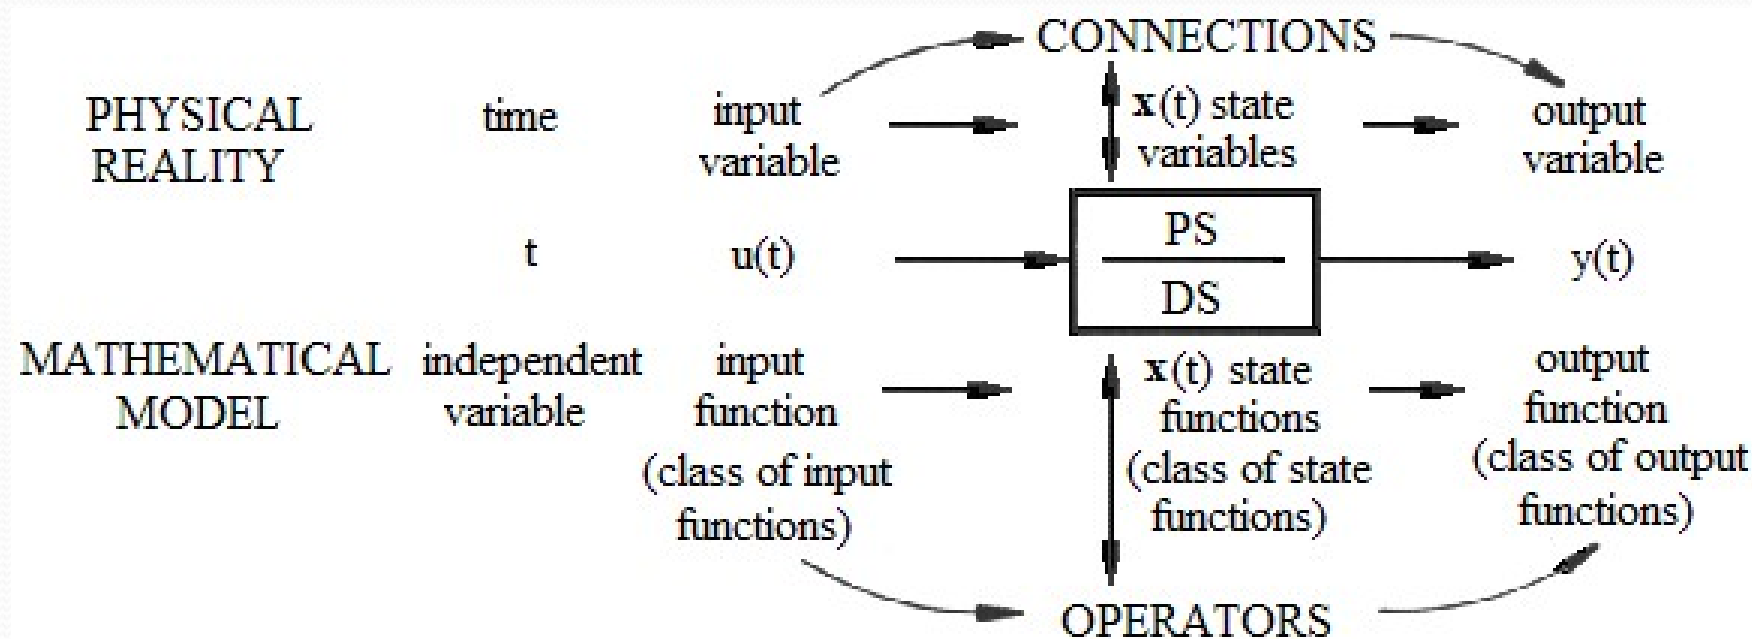 CONNECTIONS
PHYSICAL
REALITY
time
input
variable
x(t) state
variables
output
variable
t
u(t)
PS
DS
y(t)
MATHEMATICAL
MODEL
independent
variable
input
function
(class of input
functions)
x(t) state
functions
(class of state
functions)
output
function
(class of output
functions)
OPERATORS